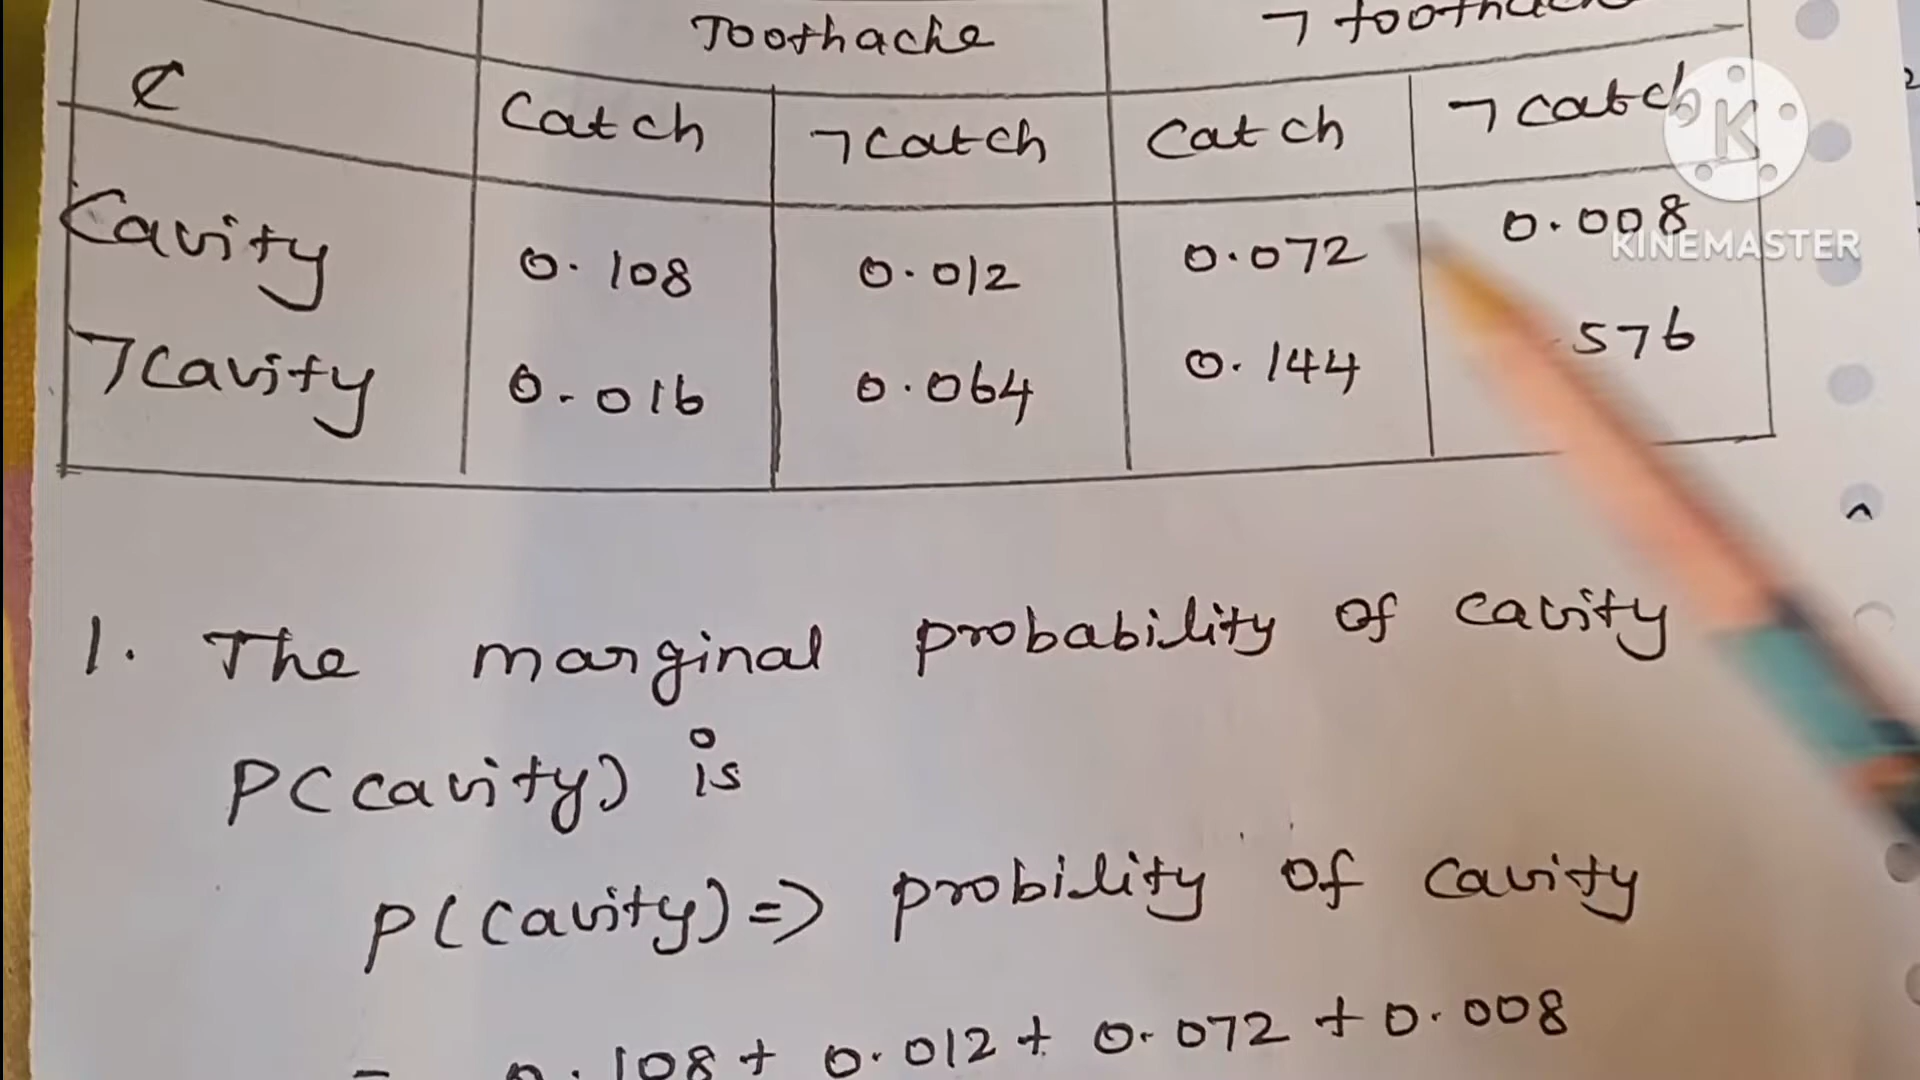 Toothache ¬ toothache
¢ Catch ¬catch catch ¬catch
Cavity 0.108 0.012 0.072 0.008
¬cavity 0.016 0.064 0.144 .576
K
KINEMASTER
1. The marginal probability of cavity
P(cavity) is
P(cavity) => probility of cavity
= 0.108 + 0.012 + 0.072 + 0.008